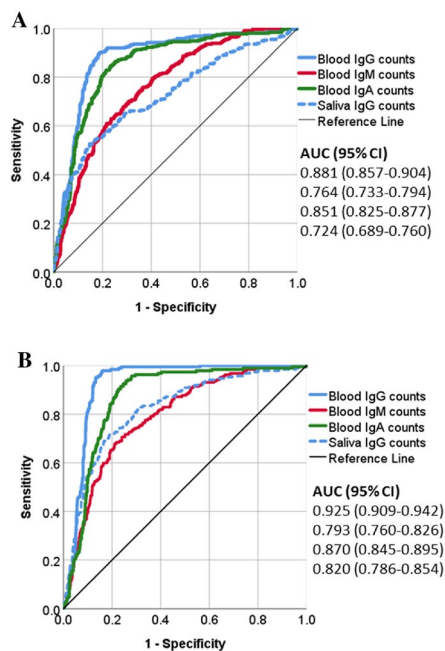 A
1.0
0.8
0.6
0.4
0.2
0.0
Sensitivity
0.0 0.2 0.4 0.6 0.8 1.0
1 - Specificity
Blood IgG counts
Blood IgM counts
Blood IgA counts
Saliva IgG counts
Reference Line
AUC (95% CI)
0.881 (0.857-0.904)
0.764 (0.733-0.794)
0.851 (0.825-0.877)
0.724 (0.689-0.760)
B
1.0
0.8
0.6
0.4
0.2
0.0
Sensitivity
0.0 0.2 0.4 0.6 0.8 1.0
1 - Specificity
Blood IgG counts
Blood IgM counts
Blood IgA counts
Saliva IgG counts
Reference Line
AUC (95% CI)
0.925 (0.909-0.942)
0.793 (0.760-0.826)
0.870 (0.845-0.895)
0.820 (0.786-0.854)